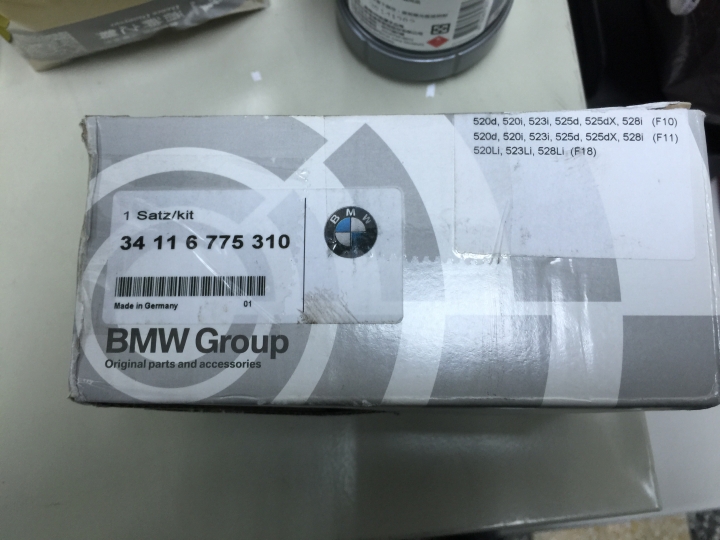 520d, 520i, 523i, 525d, 525dX, 528i (F10)
520d, 520i, 523i, 525d, 525dX, 528i (F11)
520Li, 523Li, 528Li (F18)
1 Satz/kit
34 11 6 775 310
BMW
Made in Germany 01
BMW Group
Original parts and accessories